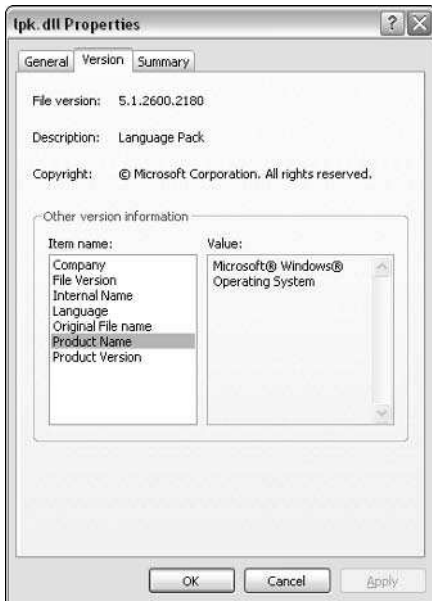 lpk.dll Properties
General Version Summary
File version: 5.1.2600.2180
Description: Language Pack
Copyright: © Microsoft Corporation. All rights reserved.
Other version information
Item name: Value:
Company
File Version
Internal Name
Language
Original File name
Product Name
Product Version
Microsoft® Windows®
Operating System
OK Cancel Apply